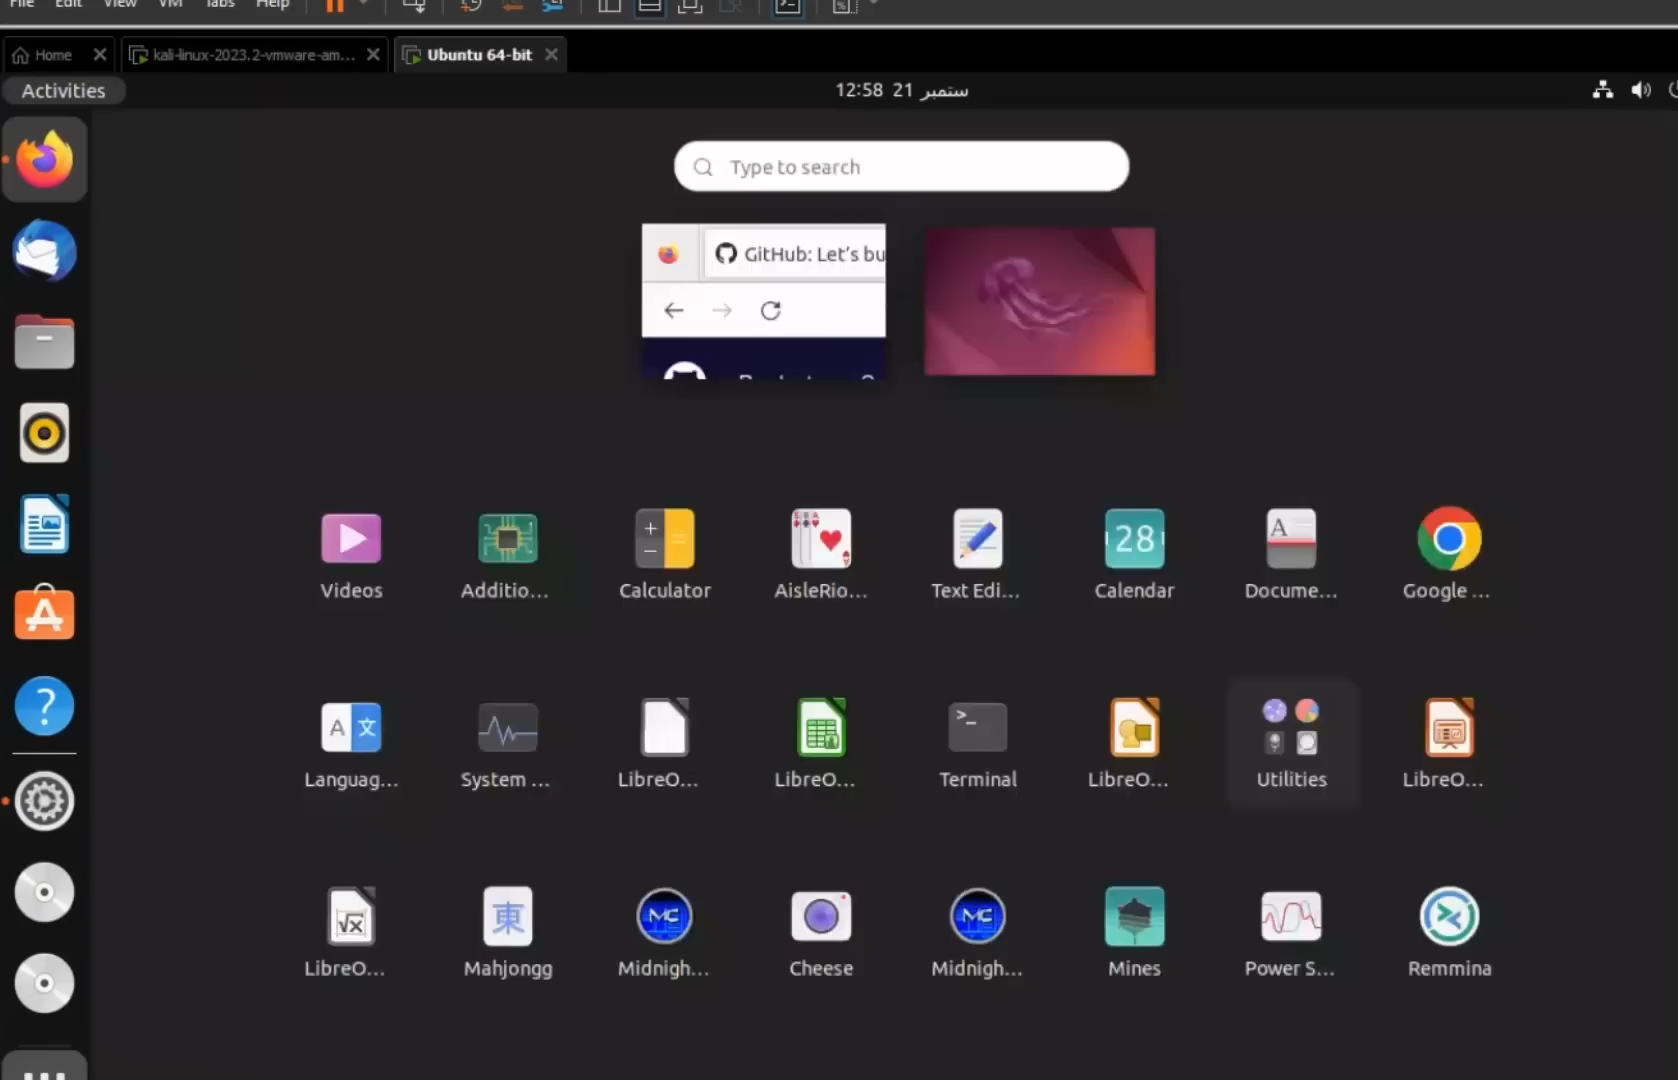 File Edit View VM Tabs Help
Home kali-linux-2023.2-vmware-am... Ubuntu 64-bit
Activities
12:58 21 ستمبر
Type to search
GitHub: Let's bu
Videos Additio... Calculator AisleRio... Text Edi... Calendar Docume... Google ...
28
Languag... System ... LibreO... LibreO... Terminal LibreO... Utilities LibreO...
LibreO... Mahjongg Midnigh... Cheese Midnigh... Mines Power S... Remmina